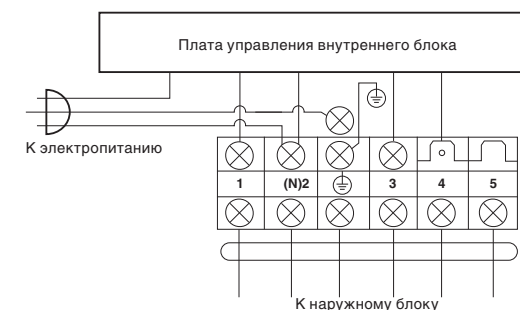 Плата управления внутреннего блока
К электропитанию
1 (N)2 3 4 5
К наружному блоку